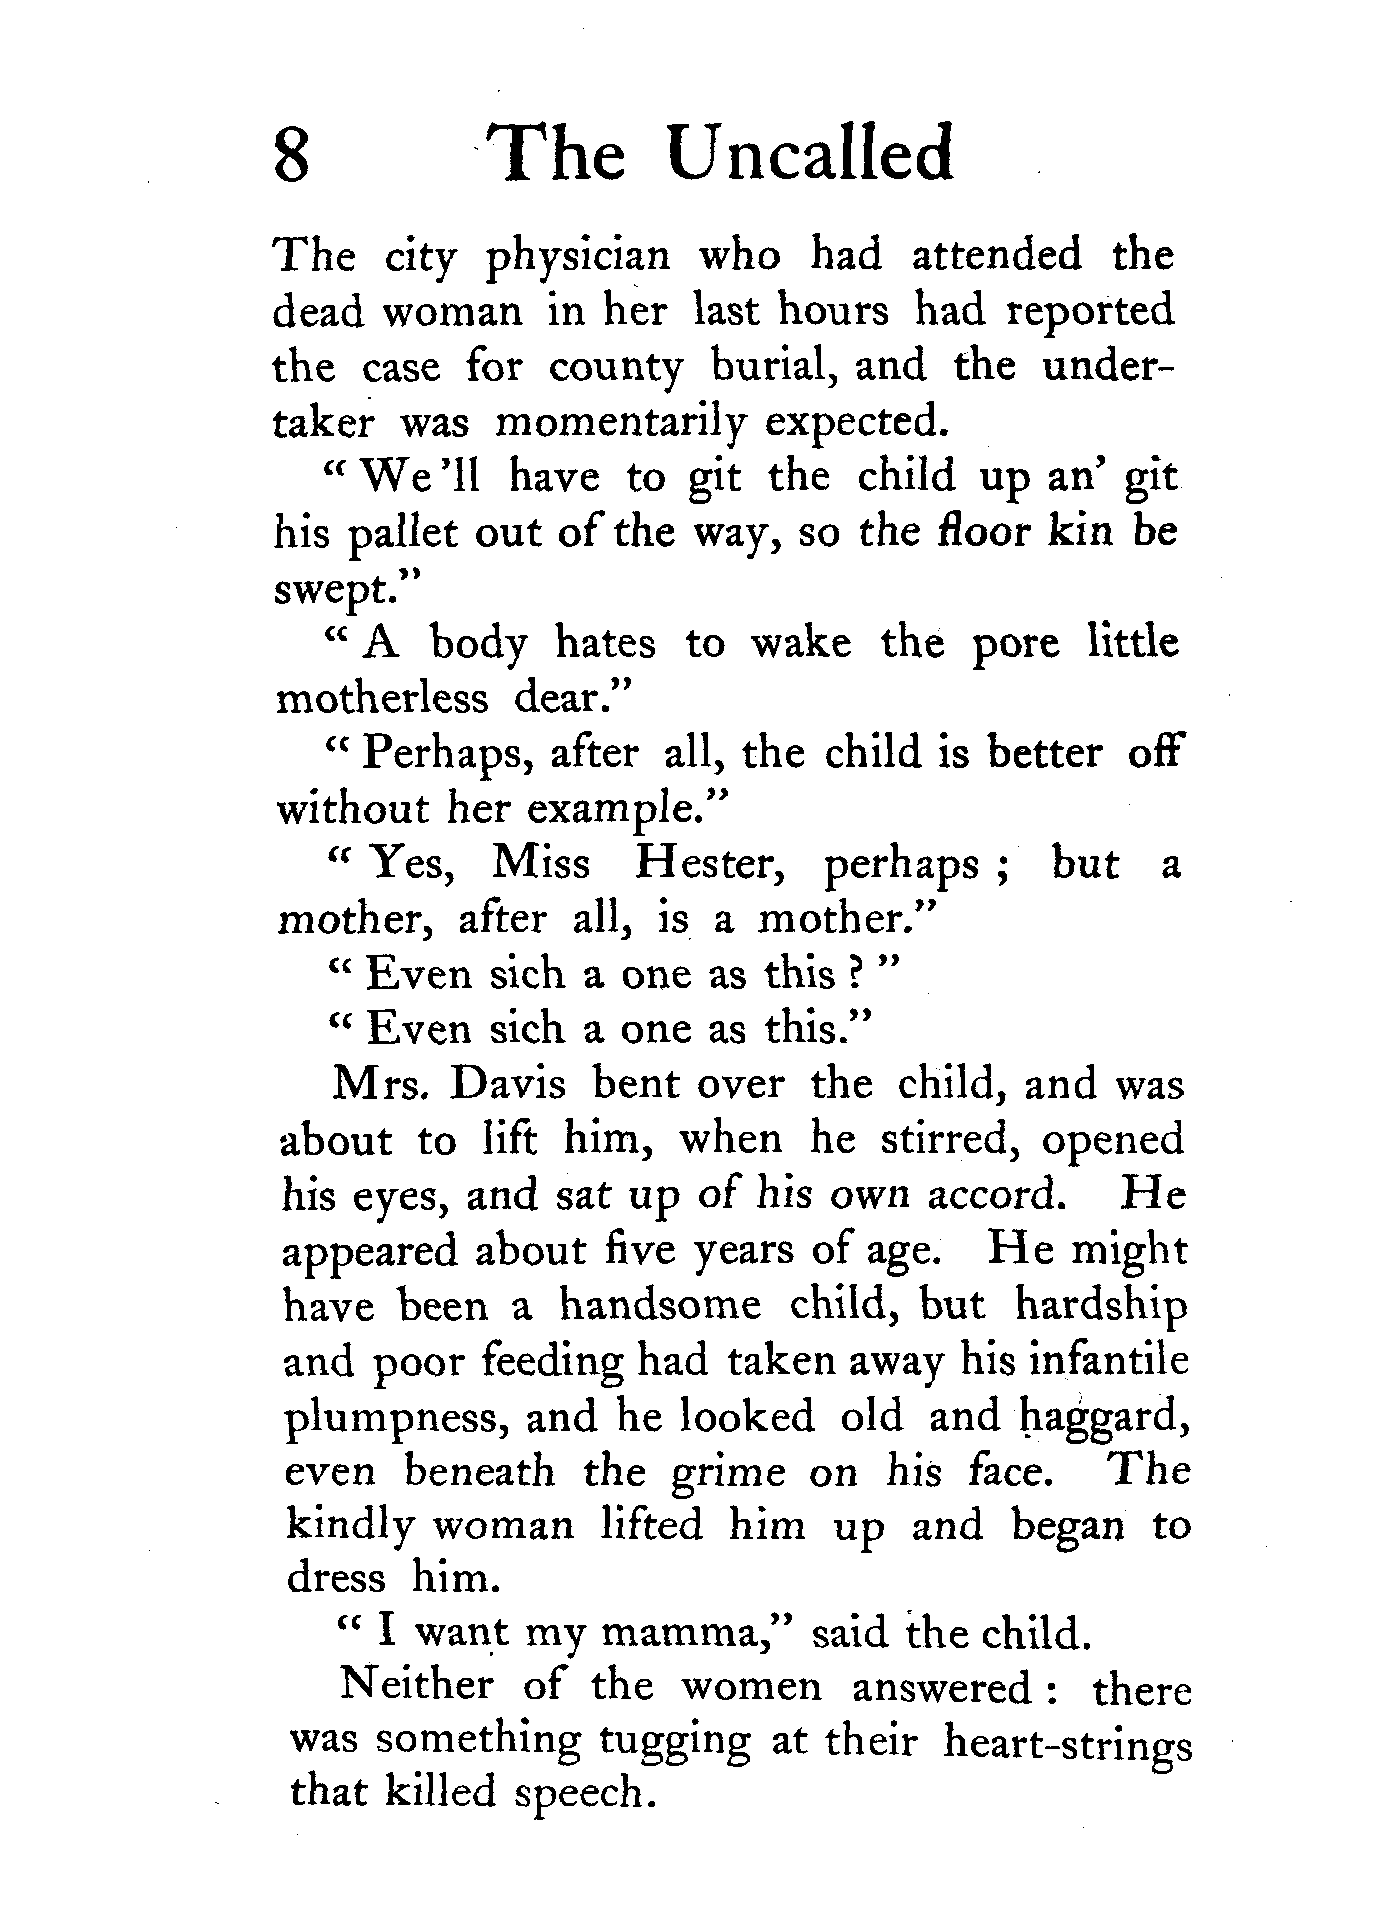 8 The Uncalled
The city physician who had attended the
dead woman in her last hours had reported
the case for county burial, and the under-
taker was momentarily expected.
“ We 'll have to git the child up an' git
his pallet out of the way, so the floor kin be
swept.”
“ A body hates to wake the pore little
motherless dear.”
“ Perhaps, after all, the child is better off
without her example.”
“ Yes, Miss Hester, perhaps ; but a
mother, after all, is a mother.”
“ Even sich a one as this ? ”
“ Even sich a one as this.”
Mrs. Davis bent over the child, and was
about to lift him, when he stirred, opened
his eyes, and sat up of his own accord. He
appeared about five years of age. He might
have been a handsome child, but hardship
and poor feeding had taken away his infantile
plumpness, and he looked old and haggard,
even beneath the grime on his face. The
kindly woman lifted him up and began to
dress him.
“ I want my mamma,” said the child.
Neither of the women answered : there
was something tugging at their heart-strings
that killed speech.